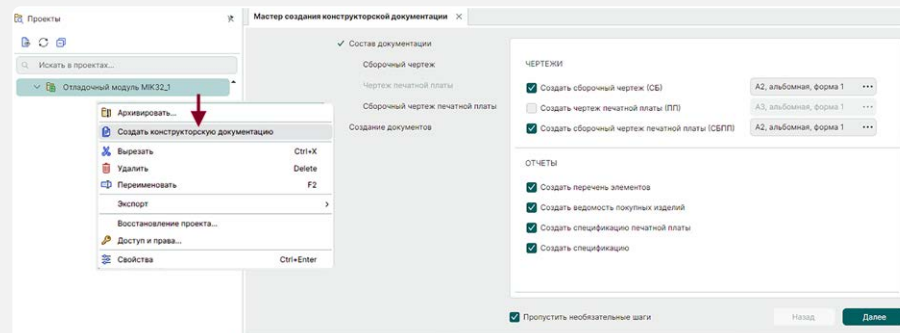 Проекты
Искать в проектах...
Отладочный модуль MIK32_1
Архивировать...
Создать конструкторскую документацию
Вырезать Ctrl+X
Удалить Delete
Переименовать F2
Экспорт
Восстановление проекта...
Доступ и права...
Свойства Ctrl+Enter
Мастер создания конструкторской документации
Состав документации
Сборочный чертеж
Чертеж печатной платы
Сборочный чертеж печатной платы
Создание документов
ЧЕРТЕЖИ
Создать сборочный чертеж (СБ) A2, альбомная, форма 1
Создать чертеж печатной платы (ПП) A3, альбомная, форма 1
Создать сборочный чертеж печатной платы (СБПП) A2, альбомная, форма 1
ОТЧЕТЫ
Создать перечень элементов
Создать ведомость покупных изделий
Создать спецификацию печатной платы
Создать спецификацию
Пропустить необязательные шаги
Назад
Далее